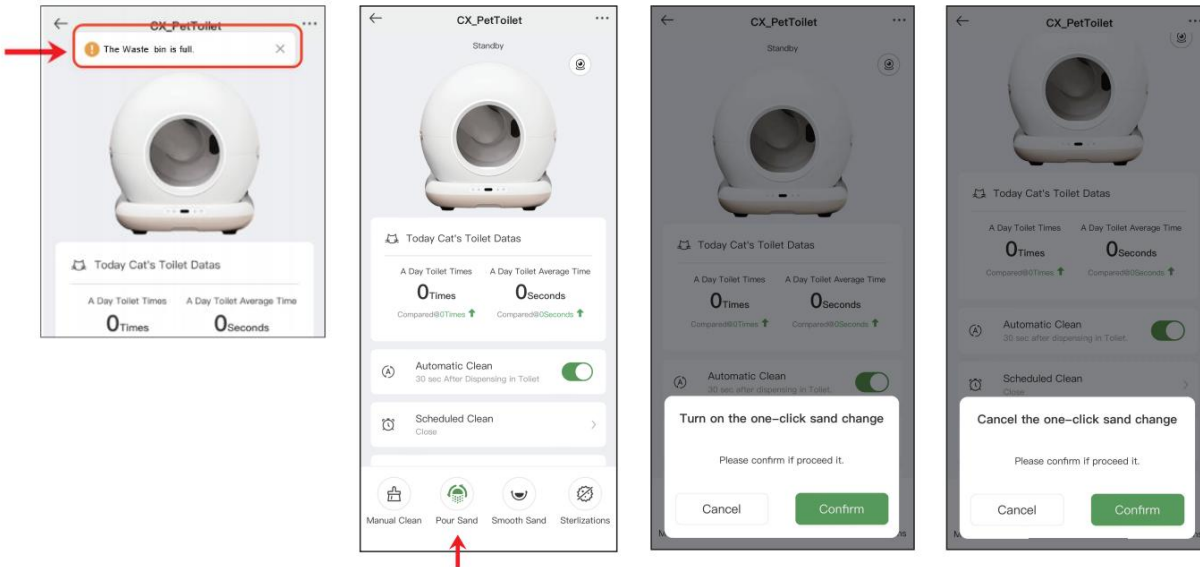 CX_PetToilet
The Waste bin is full.
Today Cat's Toilet Datas
A Day Toilet Times A Day Toilet Average Time
0Times 0Seconds
CX_PetToilet
Standby
Today Cat's Toilet Datas
A Day Toilet Times A Day Toilet Average Time
0Times 0Seconds
Compared@0Times ↑ Compared@0Seconds ↑
Automatic Clean
30 sec After Dispensing in Toliet
Scheduled Clean
Close
Manual Clean Pour Sand Smooth Sand Sterlizations
CX_PetToilet
Standby
Today Cat's Toilet Datas
A Day Toilet Times A Day Toilet Average Time
0Times 0Seconds
Compared@0Times ↑ Compared@0Seconds ↑
Automatic Clean
30 sec after dispensing in Toilet.
Turn on the one-click sand change
Please confirm if proceed it.
Cancel Confirm
CX_PetToilet
Today Cat's Toilet Datas
A Day Toilet Times A Day Toilet Average Time
0Times 0Seconds
Compared@0Times ↑ Compared@0Seconds ↑
Automatic Clean
30 sec after dispensing in Toilet.
Scheduled Clean
Close
Cancel the one-click sand change
Please confirm if proceed it.
Cancel Confirm